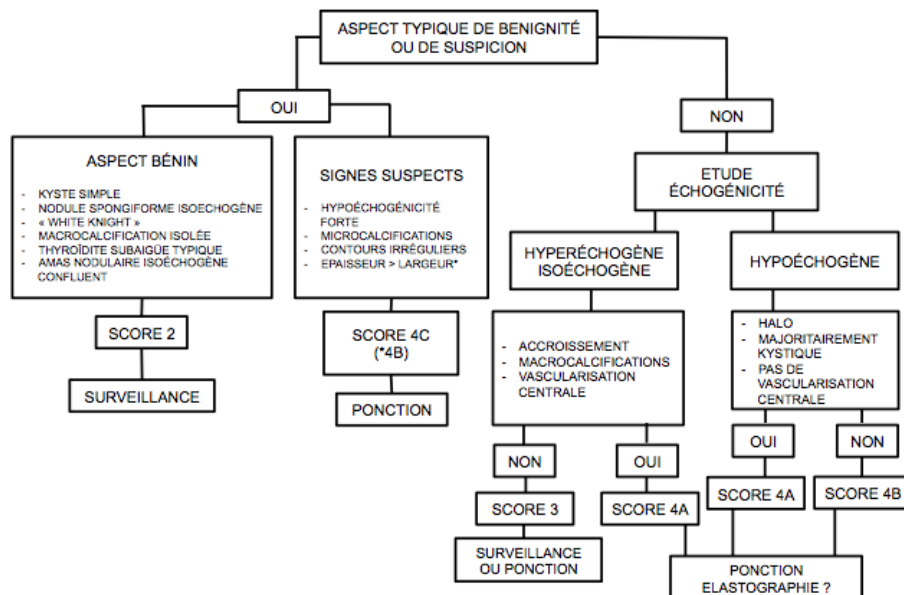 ASPECT TYPIQUE DE BENIGNITÉ
OU DE SUSPICION
OUI
NON
ASPECT BÉNIN
- KYSTE SIMPLE
- NODULE SPONGIFORME ISOECHOGÈNE
- « WHITE KNIGHT »
- MACROCALCIFICATION ISOLÉE
- THYROÏDITE SUBAIGÜE TYPIQUE
- AMAS NODULAIRE ISOÉCHOGÈNE
CONFLUENT
SIGNES SUSPECTS
- HYPOÉCHOGÉNICITÉ
FORTE
- MICROCALCIFICATIONS
- CONTOURS IRRÉGULIERS
- EPAISSEUR > LARGEUR*
ETUDE
ÉCHOGÉNICITÉ
HYPERÉCHOGÈNE
ISOÉCHOGÈNE
HYPOÉCHOGÈNE
SCORE 2
SURVEILLANCE
SCORE 4C
(*4B)
PONCTION
- ACCROISSEMENT
- MACROCALCIFICATIONS
- VASCULARISATION
CENTRALE
- HALO
- MAJORITAIREMENT
KYSTIQUE
- PAS DE
VASCULARISATION
CENTRALE
NON
OUI
OUI
NON
SCORE 3
SCORE 4A
SCORE 4A
SCORE 4B
SURVEILLANCE
OU PONCTION
PONCTION
ELASTOGRAPHIE ?